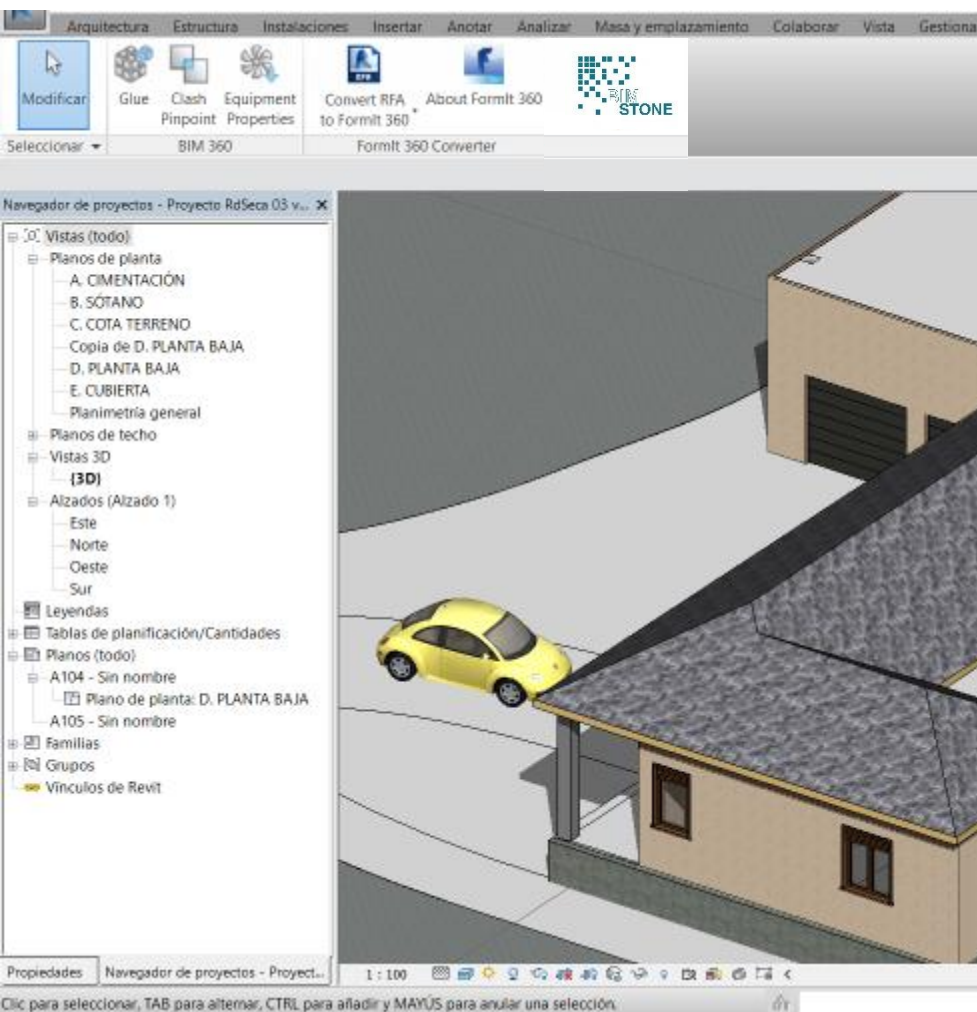 Arquitectura Estructura Instalaciones Insertar Anotar Analizar Masa y emplazamiento Colaborar Vista Gestiona
Modificar Glue Clash Pinpoint Equipment Properties Convert RFA to FormIt 360 About FormIt 360
BIM STONE
Seleccionar BIM 360 FormIt 360 Converter
Navegador de proyectos - Proyecto RdSeca 03 v...
Vistas (todo)
Planos de planta
A. CIMENTACIÓN
B. SÓTANO
C. COTA TERRENO
Copia de D. PLANTA BAJA
D. PLANTA BAJA
E. CUBIERTA
Planimetría general
Planos de techo
Vistas 3D
{3D}
Alzados (Alzado 1)
Este
Norte
Oeste
Sur
Leyendas
Tablas de planificación/Cantidades
Planos (todo)
A104 - Sin nombre
Plano de planta: D. PLANTA BAJA
A105 - Sin nombre
Familias
Grupos
Vínculos de Revit
Propiedades Navegador de proyectos - Proyect... 1 : 100
Clic para seleccionar, TAB para alternar, CTRL para añadir y MAYÚS para anular una selección.